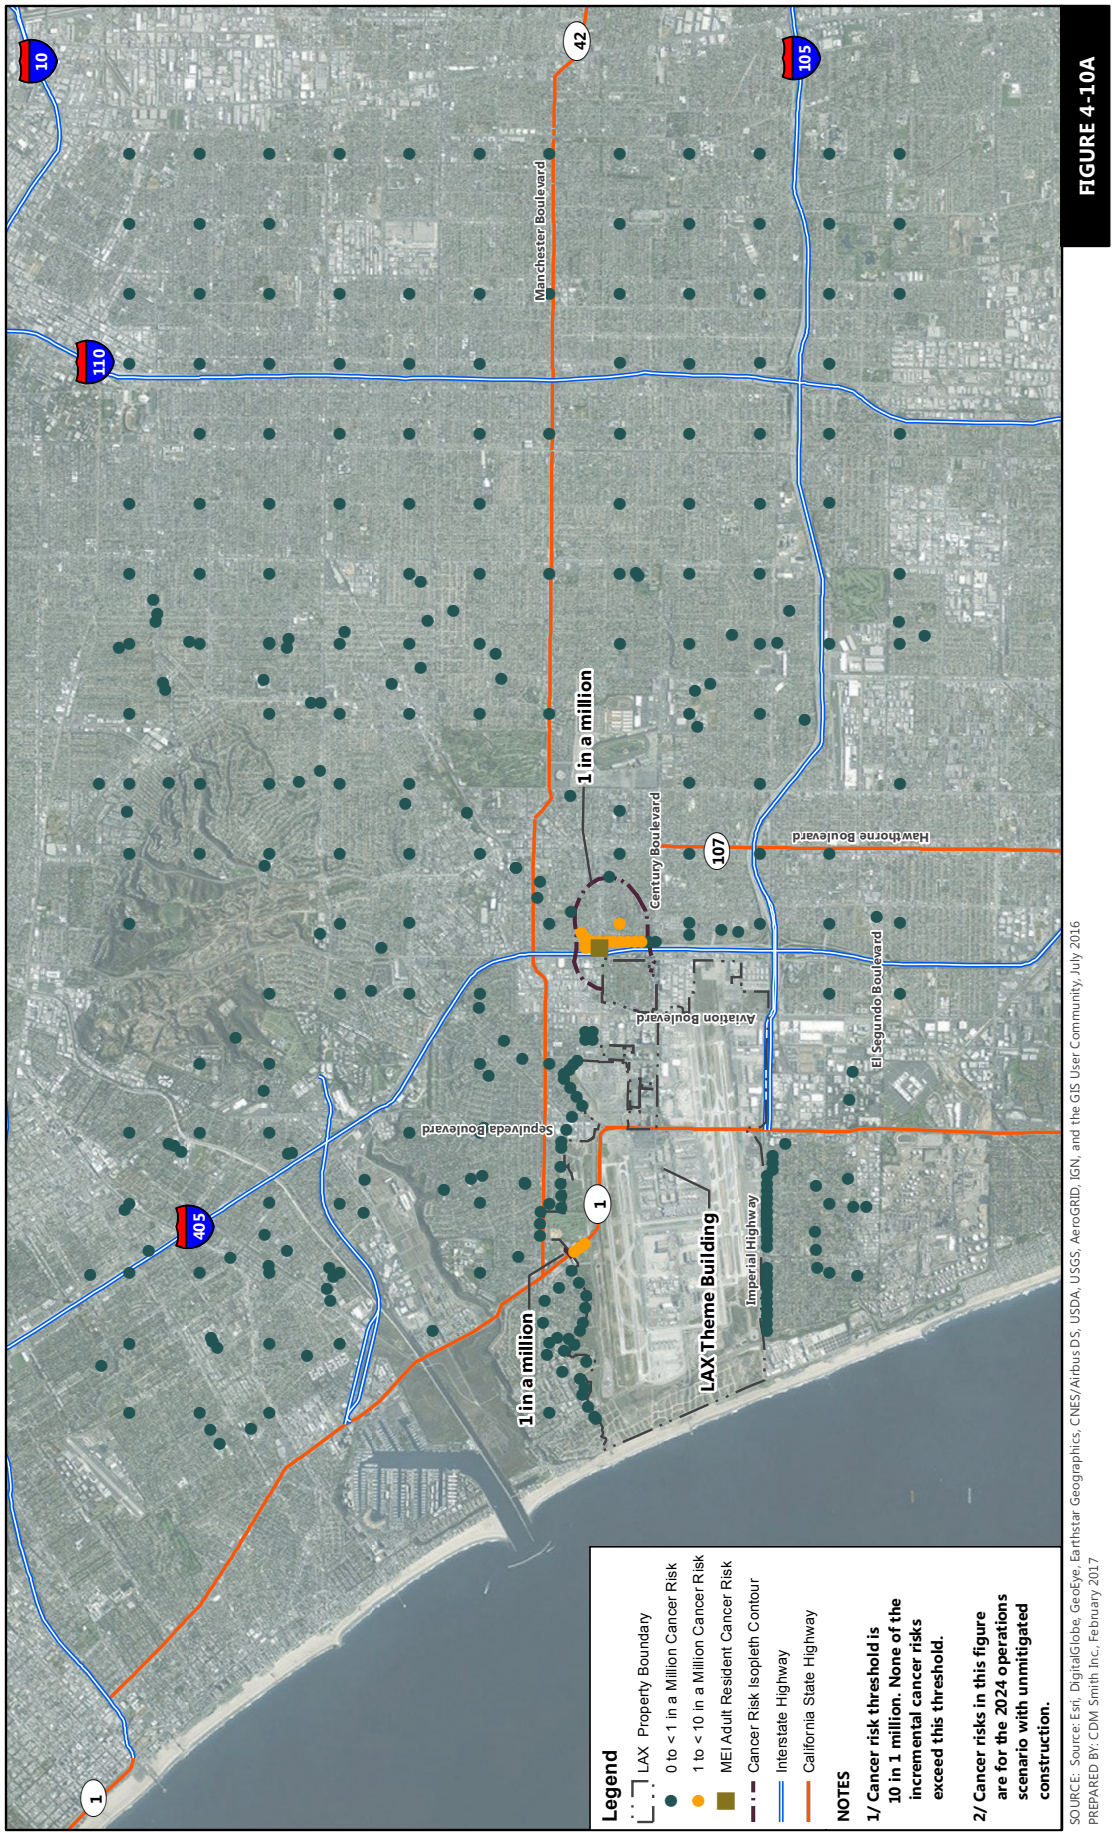 10
42
105
FIGURE 4-10A
110
Manchester Boulevard
1 in a million
Century Boulevard
107
Hawthorne Boulevard
405
Sepulveda Boulevard
Aviation Boulevard
El Segundo Boulevard
1
1 in a million
LAX Theme Building
Imperial Highway
1
Legend
LAX Property Boundary
0 to < 1 in a Million Cancer Risk
1 to < 10 in a Million Cancer Risk
MEI Adult Resident Cancer Risk
Cancer Risk Isopleth Contour
Interstate Highway
California State Highway
NOTES
1/ Cancer risk threshold is
10 in 1 million. None of the
incremental cancer risks
exceed this threshold.
2/ Cancer risks in this figure
are for the 2024 operations
scenario with unmitigated
construction.
SOURCE: Source: Esri, DigitalGlobe, GeoEye, Earthstar Geographics, CNES/Airbus DS, USDA, USGS, AeroGRID, IGN, and the GIS User Community, July 2016
PREPARED BY: CDM Smith Inc., February 2017